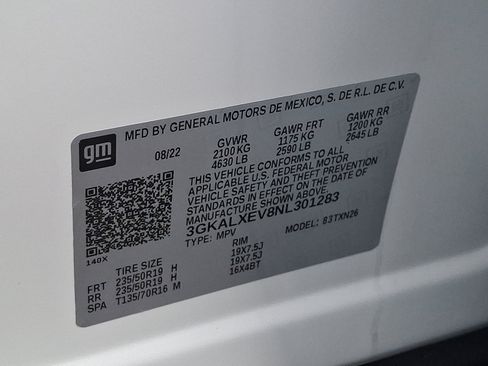 gm
MFD BY GENERAL MOTORS DE MEXICO, S. DE R.L. DE C.V.
08/22 GVWR GAWR FRT GAWR RR
2100 KG 1175 KG 1200 KG
4630 LB 2590 LB 2645 LB
THIS VEHICLE CONFORMS TO ALL
APPLICABLE U.S. FEDERAL MOTOR
VEHICLE SAFETY AND THEFT PREVENTION
STANDARDS IN EFFECT ON THE DATE OF
MANUFACTURE SHOWN ABOVE.
3GKALXEV8NL301283
TYPE: MPV MODEL: 83TXN26
140X
TIRE SIZE RIM
FRT 235/50R19 H 19X7.5J
RR 235/50R19 H 19X7.5J
SPA T135/70R16 M 16X4BT